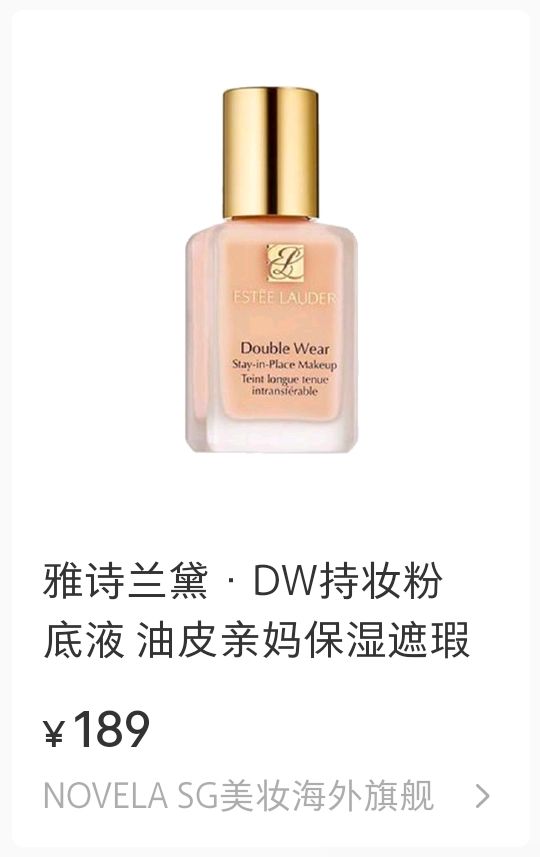 ESTĒE LAUDER
Double Wear
Stay-in-Place Makeup
Teint longue tenue
intransférable
雅诗兰黛 · DW持妆粉
底液 油皮亲妈保湿遮瑕
¥189
NOVELA SG美妆海外旗舰